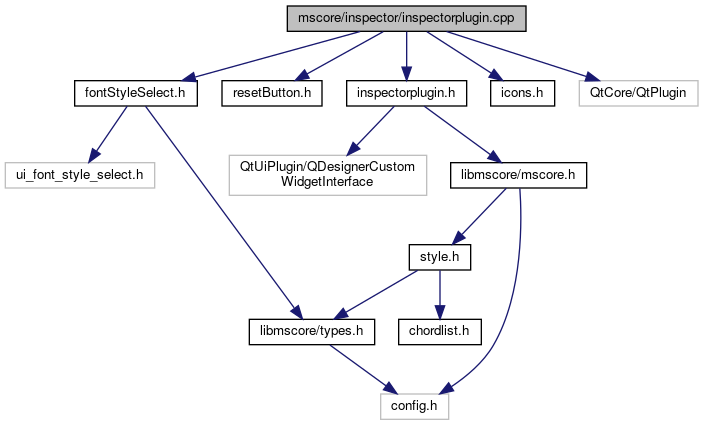 mscore/inspector/inspectorplugin.cpp
fontStyleSelect.h
resetButton.h
inspectorplugin.h
icons.h
QtCore/QtPlugin
ui_font_style_select.h
QtUiPlugin/QDesignerCustom
WidgetInterface
libmscore/mscore.h
style.h
libmscore/types.h
chordlist.h
config.h